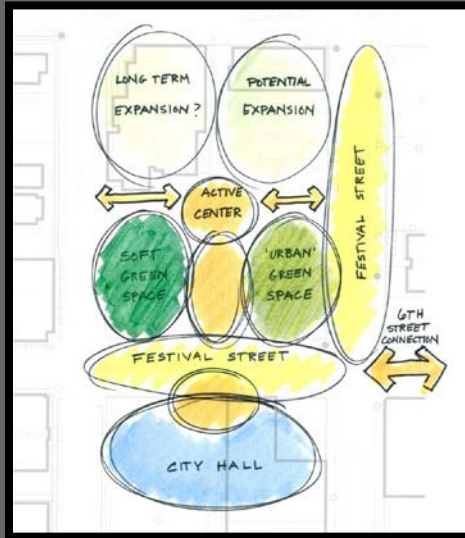 LONG TERM
EXPANSION?
POTENTIAL
EXPANSION
FESTIVAL STREET
ACTIVE
CENTER
SOFT
GREEN
SPACE
'URBAN'
GREEN
SPACE
6TH
STREET
CONNECTION
FESTIVAL STREET
CITY HALL